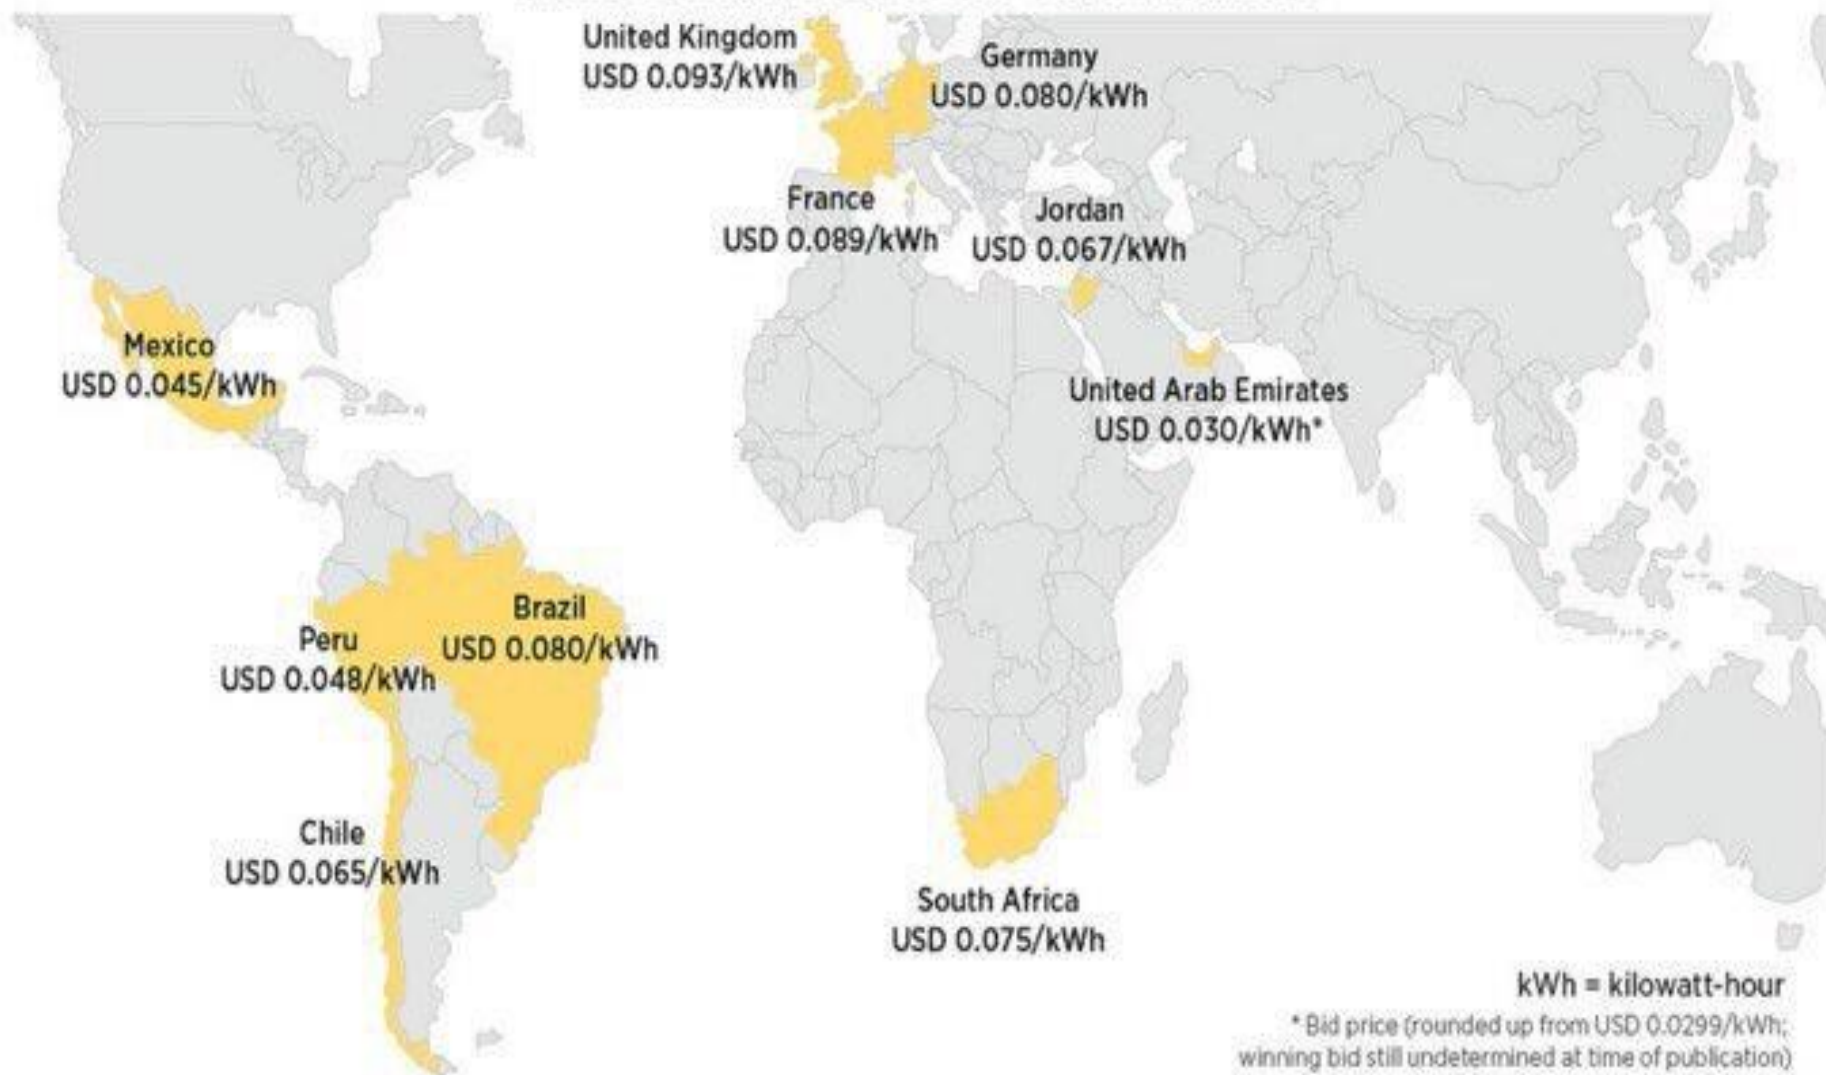 United Kingdom
USD 0.093/kWh
Germany
USD 0.080/kWh
France
USD 0.089/kWh
Jordan
USD 0.067/kWh
Mexico
USD 0.045/kWh
United Arab Emirates
USD 0.030/kWh*
Brazil
USD 0.080/kWh
Peru
USD 0.048/kWh
Chile
USD 0.065/kWh
South Africa
USD 0.075/kWh
kWh = kilowatt-hour
* Bid price (rounded up from USD 0.0299/kWh;
winning bid still undetermined at time of publication)